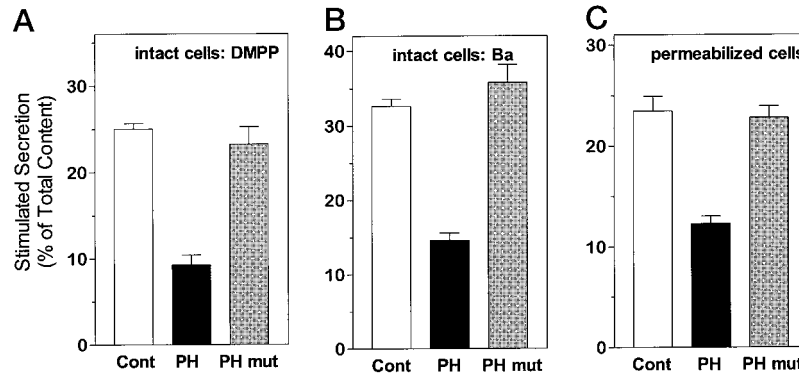 A
intact cells: DMPP
Stimulated Secretion
(% of Total Content)
30
20
10
0
Cont PH PH mut
B
intact cells: Ba
40
30
20
10
0
Cont PH PH mut
C
permeabilized cells
30
20
10
0
Cont PH PH mut